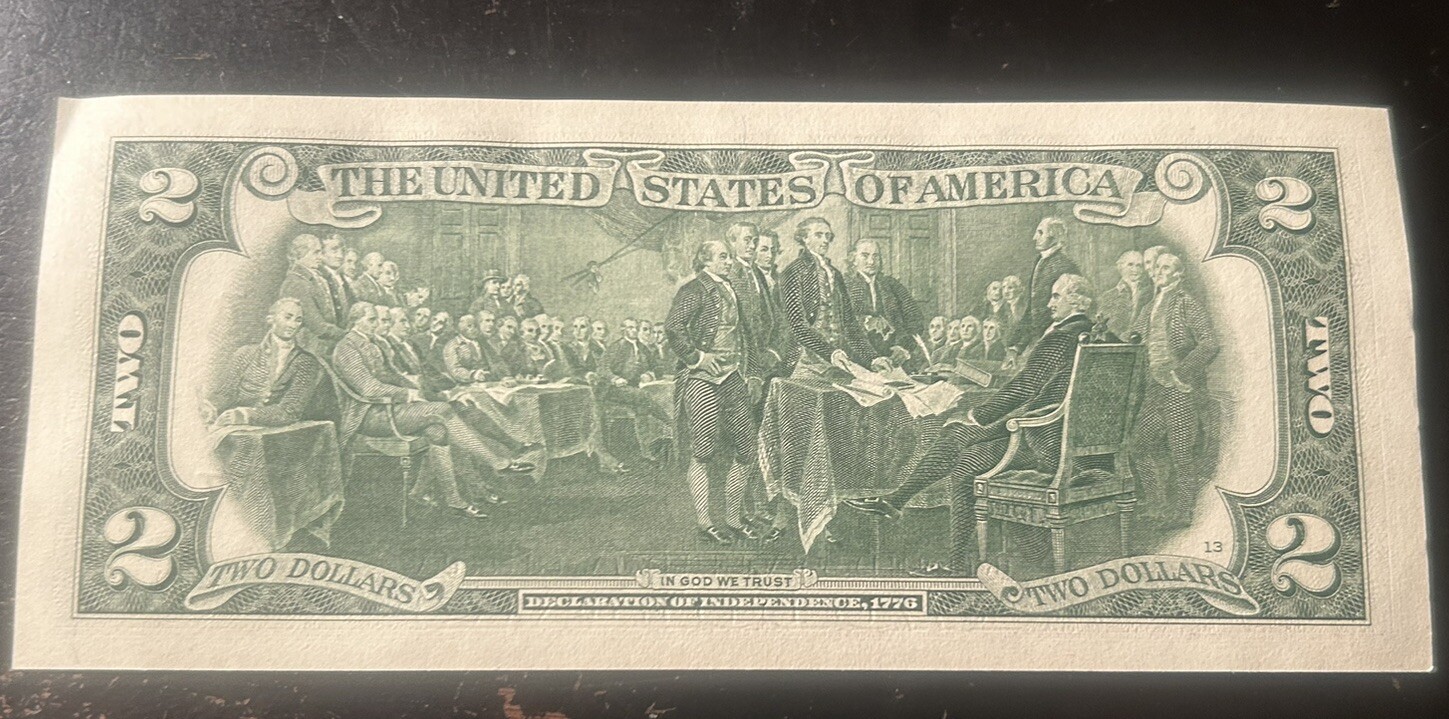 2 THE UNITED STATES OF AMERICA 2
TWO TWO
13
2 TWO DOLLARS IN GOD WE TRUST TWO DOLLARS 2
DECLARATION OF INDEPENDENCE, 1776